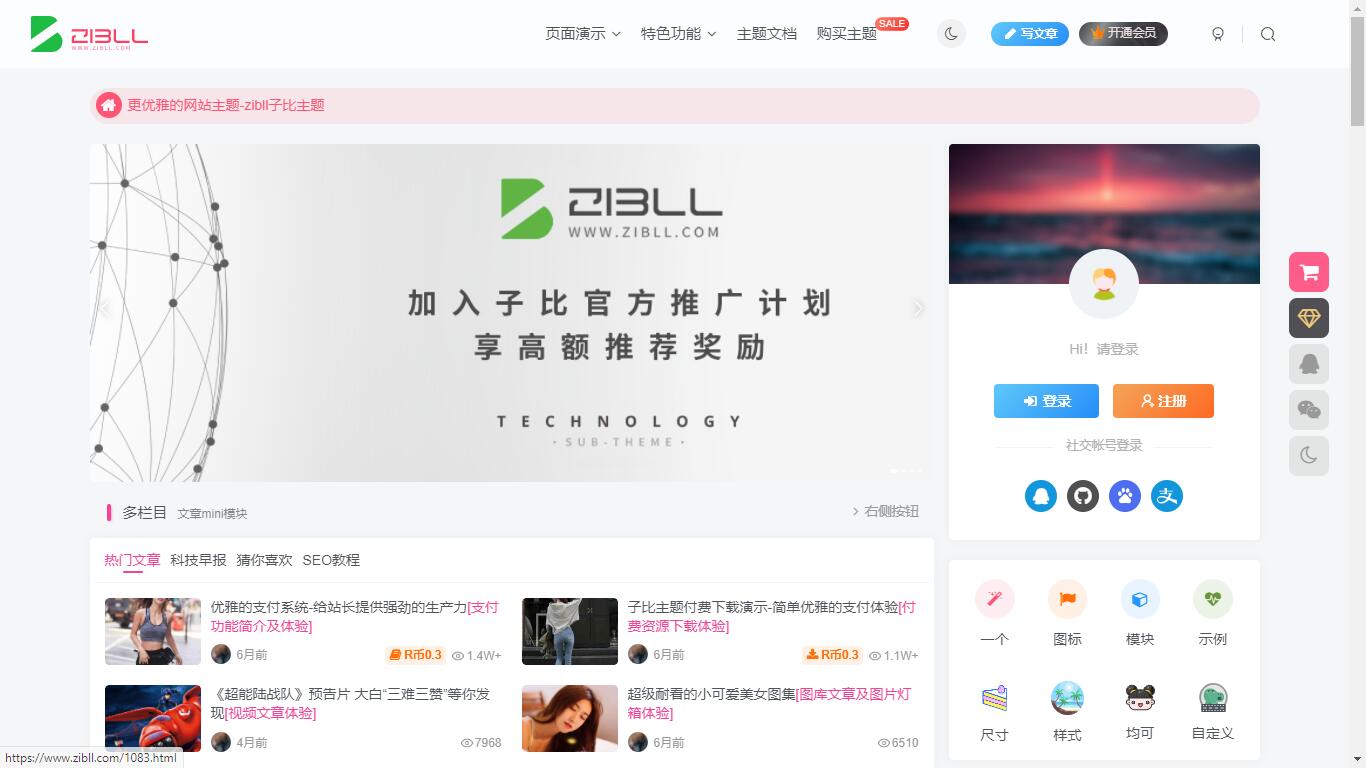 ZIBLL
WWW.ZIBLL.COM
页面演示
特色功能
主题文档
购买主题
SALE
写文章
开通会员
更优雅的网站主题-zibll子比主题
ZIBLL
WWW.ZIBLL.COM
加入子比官方推广计划
享高额推荐奖励
TECHNOLOGY
·SUB-THEME·
Hi！请登录
登录
注册
社交帐号登录
多栏目 文章mini模块
右侧按钮
热门文章 科技早报 猜你喜欢 SEO教程
优雅的支付系统-给站长提供强劲的生产力[支付
功能简介及体验]
6月前
R币0.3
1.4W+
子比主题付费下载演示-简单优雅的支付体验[付
费资源下载体验]
6月前
R币0.3
1.1W+
《超能陆战队》预告片 大白“三难三赞”等你发
现[视频文章体验]
4月前
7968
超级耐看的小可爱美女图集[图库文章及图片灯
箱体验]
6月前
6510
一个
图标
模块
示例
尺寸
样式
均可
自定义
https://www.zibll.com/1083.html